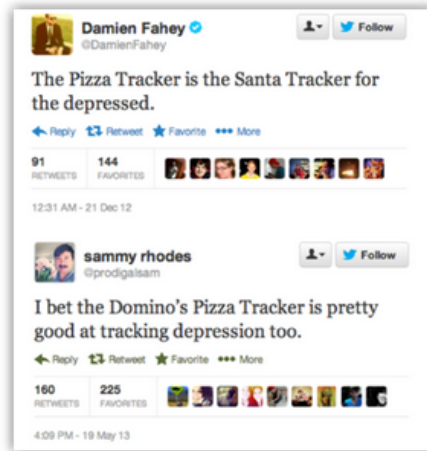 Damien Fahey
@DamienFahey
Follow
The Pizza Tracker is the Santa Tracker for
the depressed.
Reply Retweet Favorite More
91 144
RETWEETS FAVORITES
12:31 AM - 21 Dec 12
sammy rhodes
@prodigalsam
Follow
I bet the Domino's Pizza Tracker is pretty
good at tracking depression too.
Reply Retweet Favorite More
160 225
RETWEETS FAVORITES
4:09 PM - 19 May 13